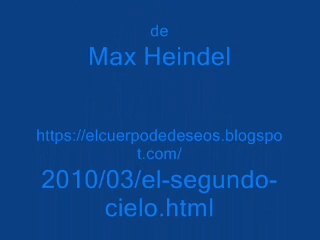 de
Max Heindel
https://elcuerpodedeseos.blogspo
t.com/
2010/03/el-segundo-
cielo.html